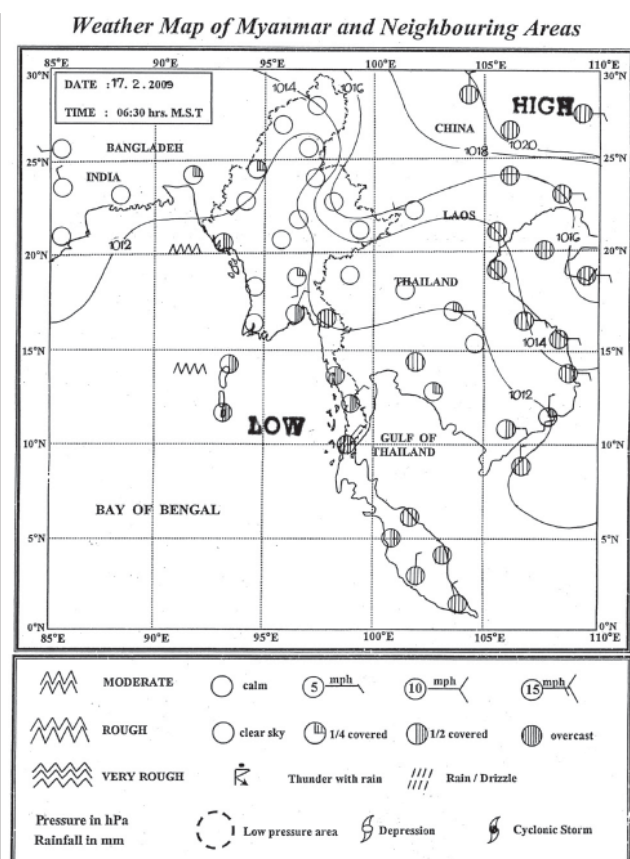 Weather Map of Myanmar and Neighbouring Areas
85°E 90°E 95°E 100°E 105°E 110°E
30°N 30°N
DATE : 17. 2. 2009
TIME : 06:30 hrs. M.S.T
1014 1016
HIGH
CHINA
1018 1020
BANGLADEH
25°N 25°N
INDIA
LAOS
1012 1016
20°N 20°N
THAILAND
1014
15°N 15°N
1012
LOW
GULF OF
THAILAND
10°N 10°N
BAY OF BENGAL
5°N 5°N
0°N 0°N
85°E 90°E 95°E 100°E 105°E 110°E
MODERATE calm 5 mph 10 mph 15 mph
ROUGH clear sky 1/4 covered 1/2 covered overcast
VERY ROUGH Thunder with rain Rain / Drizzle
Pressure in hPa
Rainfall in mm
Low pressure area Depression Cyclonic Storm